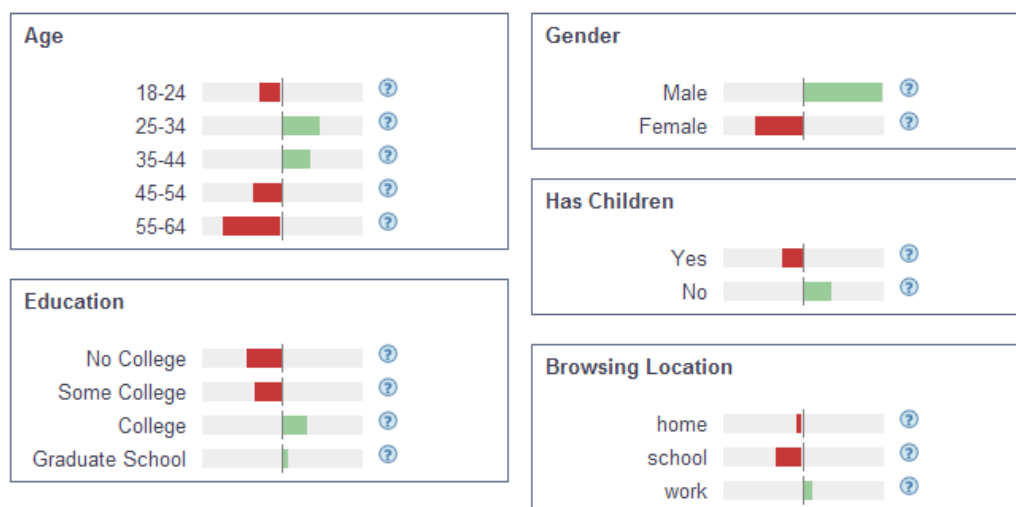 Age
18-24
25-34
35-44
45-54
55-64
Education
No College
Some College
College
Graduate School
Gender
Male
Female
Has Children
Yes
No
Browsing Location
home
school
work